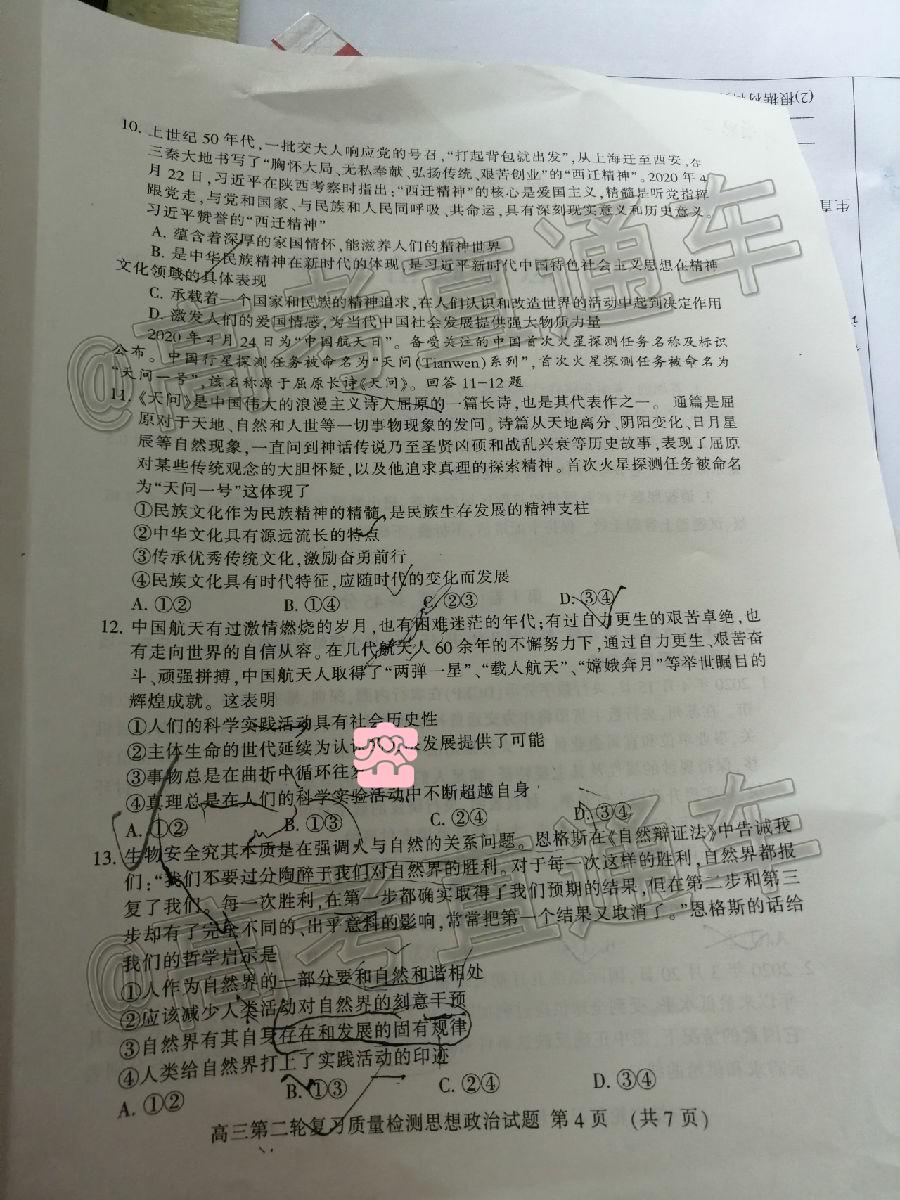 (2)根据材
10. 上世纪50年代，一批交大人响应党的号召，“打起背包就出发”，从上海迁至西安，在
三秦大地书写了“胸怀大局、无私奉献、弘扬传统、艰苦创业”的“西迁精神”。2020年4
月22日，习近平在陕西考察时指出：“西迁精神”的核心是爱国主义，精髓是听党指挥
跟党走，与党和国家、与民族和人民同呼吸、共命运，具有深刻现实意义和历史意义。
习近平赞誉的“西迁精神”
A. 蕴含着深厚的家国情怀，能滋养人们的精神世界
B. 是中华民族精神在新时代的体现，是习近平新时代中国特色社会主义思想在精神
文化领域的具体表现
C. 承载着一个国家和民族的精神追求，在人们认识和改造世界的活动中起到决定作用
D. 激发人们的爱国情感，为当代中国社会发展提供强大物质力量
2020年4月24日为“中国航天日”。备受关注的中国首次火星探测任务名称及标识
公布。中国行星探测任务被命名为“天问(Tianwen)系列”，首次火星探测任务被命名为
“天问一号”，该名称源于屈原长诗《天问》。回答11-12题
11. 《天问》是中国伟大的浪漫主义诗人屈原的一篇长诗，也是其代表作之一。 通篇是屈
原对于天地、自然和人世等一切事物现象的发问。诗篇从天地离分、阴阳变化、日月星
辰等自然现象，一直问到神话传说乃至圣贤凶顽和战乱兴衰等历史故事，表现了屈原
对某些传统观念的大胆怀疑，以及他追求真理的探索精神。首次火星探测任务被命名
为“天问一号”这体现了
①民族文化作为民族精神的精髓，是民族生存发展的精神支柱
②中华文化具有源远流长的特点
③传承优秀传统文化，激励奋勇前行
④民族文化具有时代特征，应随时代的变化而发展
A. ①② B. ①④ C. ②③ D. ③④
12. 中国航天有过激情燃烧的岁月，也有困难迷茫的年代；有过自力更生的艰苦卓绝，也
有走向世界的自信从容。在几代航天人60余年的不懈努力下，通过自力更生、艰苦奋
斗、顽强拼搏，中国航天人取得了“两弹一星”、“载人航天”、“嫦娥奔月”等举世瞩目的
辉煌成就。 这表明
①人们的科学实践活动具有社会历史性
②主体生命的世代延续为认识 发展提供了可能
③事物总是在曲折中循环往
④真理总是在人们的科学实验活动中不断超越自身
A. ①② B. ①③ C. ②④ D. ③④
13. 生物安全究其本质是在强调人与自然的关系问题。恩格斯在《自然辩证法》中告诫我
们：“我们不要过分陶醉于我们对自然界的胜利。对于每一次这样的胜利，自然界都报
复了我们。每一次胜利，在第一步都确实取得了我们预期的结果，但在第二步和第三
步却有了完全不同的、出乎意料的影响，常常把第一个结果又取消了。”恩格斯的话给
我们的哲学启示是
①人作为自然界的一部分要和自然和谐相处
②应该减少人类活动对自然界的刻意干预
③自然界有其自身存在和发展的固有规律
④人类给自然界打上了实践活动的印迹
A. ①② B. ①③ C. ②④ D. ③④
高三第二轮复习质量检测思想政治试题 第4页 (共7页)
@高考直通车
@高考直通车